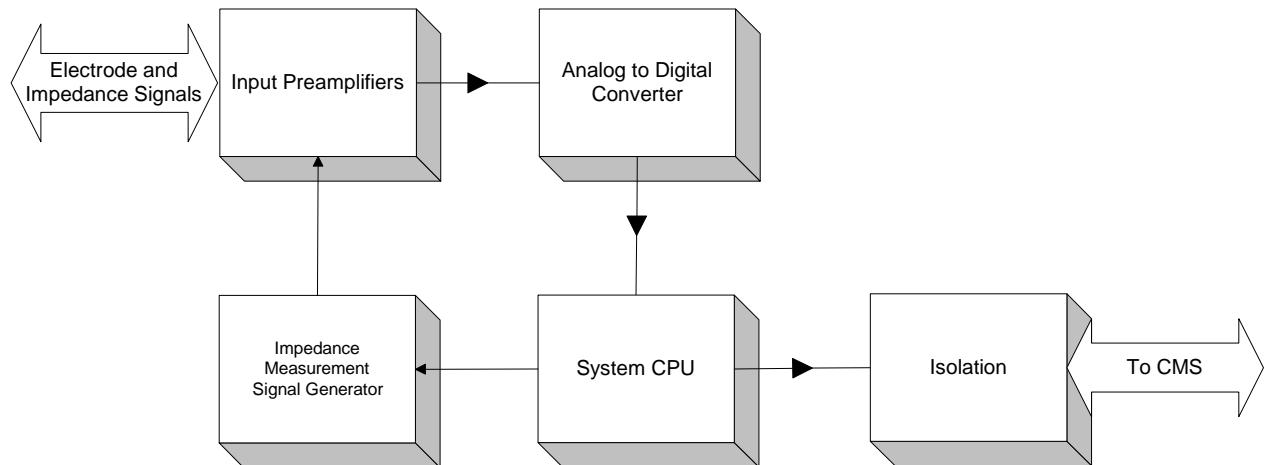 Electrode and
Impedance Signals
Input Preamplifiers
Analog to Digital
Converter
Impedance
Measurement
Signal Generator
System CPU
Isolation
To CMS